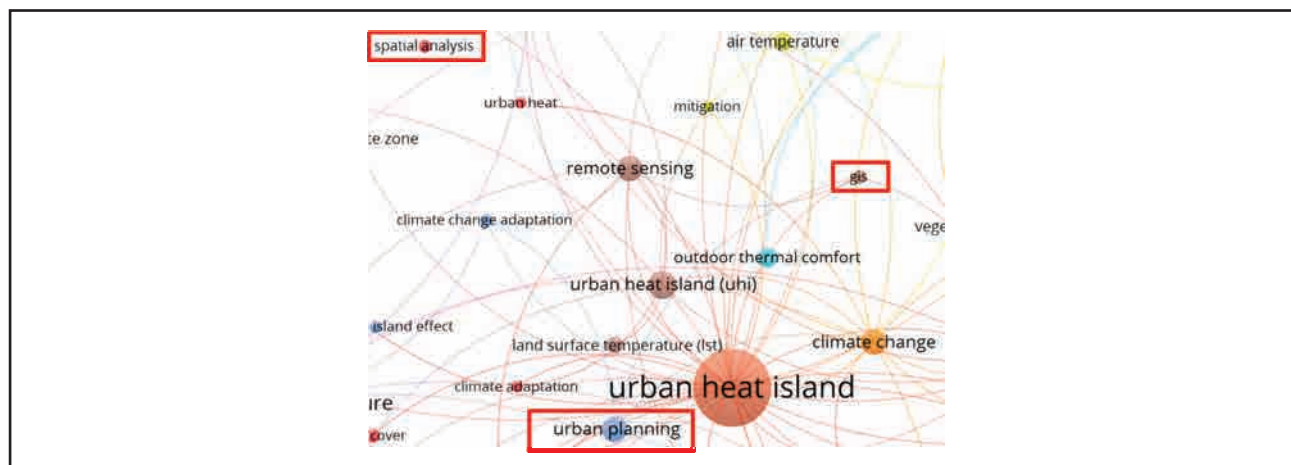 spatial analysis
air temperature
urban heat
mitigation
te zone
remote sensing
gis
climate change adaptation
vege
outdoor thermal comfort
urban heat island (uhi)
island effect
land surface temperature (lst)
climate change
climate adaptation
urban heat island
ure
urban planning
cover